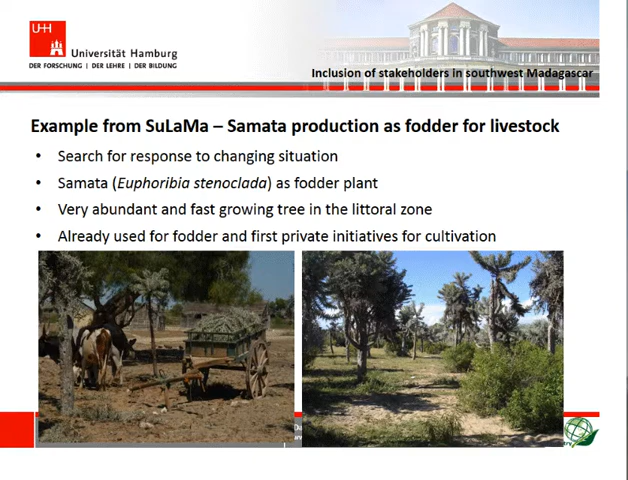 UHH
Universität Hamburg
DER FORSCHUNG | DER LEHRE | DER BILDUNG
Inclusion of stakeholders in southwest Madagascar
Example from SuLaMa – Samata production as fodder for livestock
• Search for response to changing situation
• Samata (Euphoribia stenoclada) as fodder plant
• Very abundant and fast growing tree in the littoral zone
• Already used for fodder and first private initiatives for cultivation